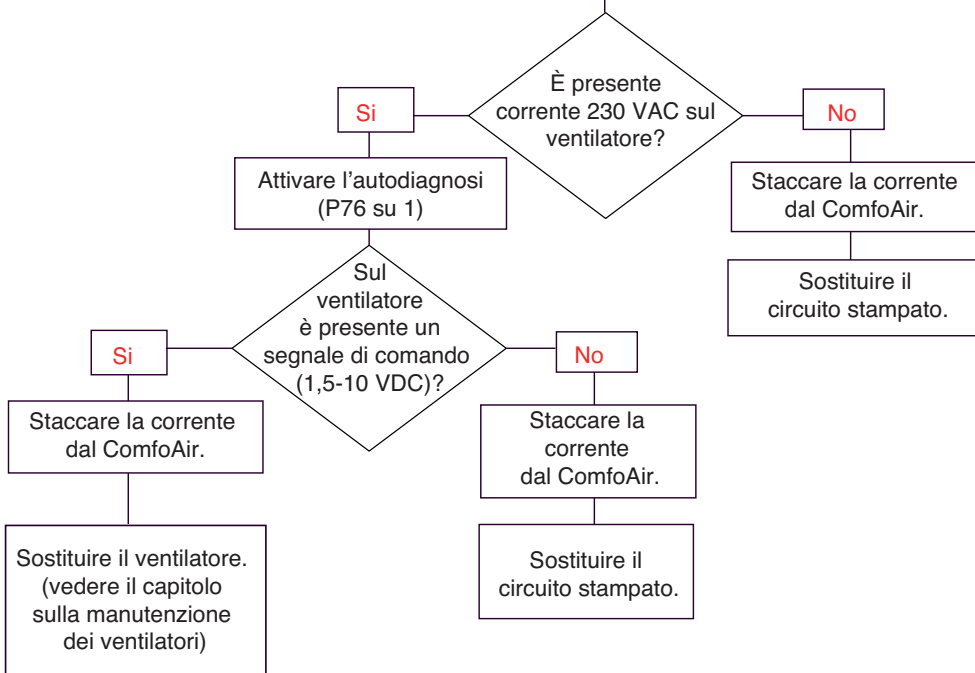 È presente
corrente 230 VAC sul
ventilatore?
Si
No
Attivare l'autodiagnosi
(P76 su 1)
Staccare la corrente
dal ComfoAir.
Sostituire il
circuito stampato.
Sul
ventilatore
è presente un
segnale di comando
(1,5-10 VDC)?
Si
No
Staccare la corrente
dal ComfoAir.
Staccare la
corrente
dal ComfoAir.
Sostituire il ventilatore.
(vedere il capitolo
sulla manutenzione
dei ventilatori)
Sostituire il
circuito stampato.